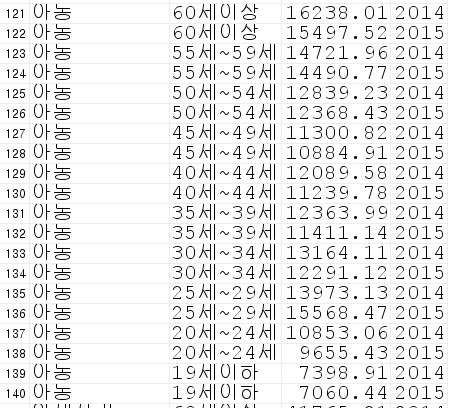 121 아농 60세이상 16238.01 2014
122 아농 60세이상 15497.52 2015
123 아농 55세~59세 14721.96 2014
124 아농 55세~59세 14490.77 2015
125 아농 50세~54세 12839.23 2014
126 아농 50세~54세 12368.43 2015
127 아농 45세~49세 11300.82 2014
128 아농 45세~49세 10884.91 2015
129 아농 40세~44세 12089.58 2014
130 아농 40세~44세 11239.78 2015
131 아농 35세~39세 12363.99 2014
132 아농 35세~39세 11411.14 2015
133 아농 30세~34세 13164.11 2014
134 아농 30세~34세 12291.12 2015
135 아농 25세~29세 13973.13 2014
136 아농 25세~29세 15568.47 2015
137 아농 20세~24세 10853.06 2014
138 아농 20세~24세 9655.43 2015
139 아농 19세이하 7398.91 2014
140 아농 19세이하 7060.44 2015